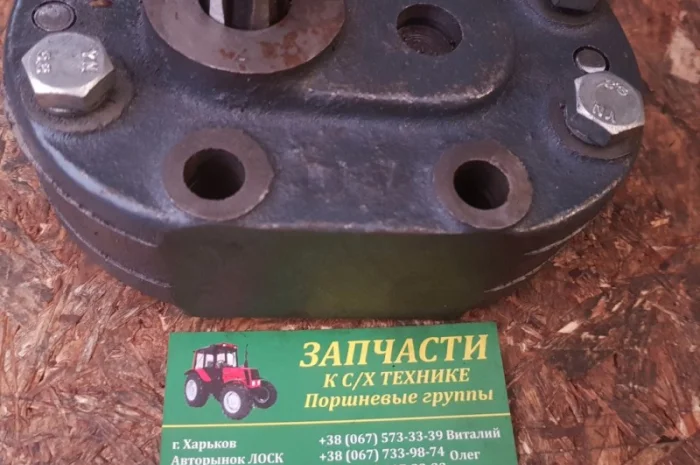 ЗАПЧАСТИ
К С/Х ТЕХНИКЕ
Поршневые группы
г. Харьков
+38 (067) 573-33-39 Виталий
Авторынок ЛОСК
+38 (067) 733-98-74 Олег